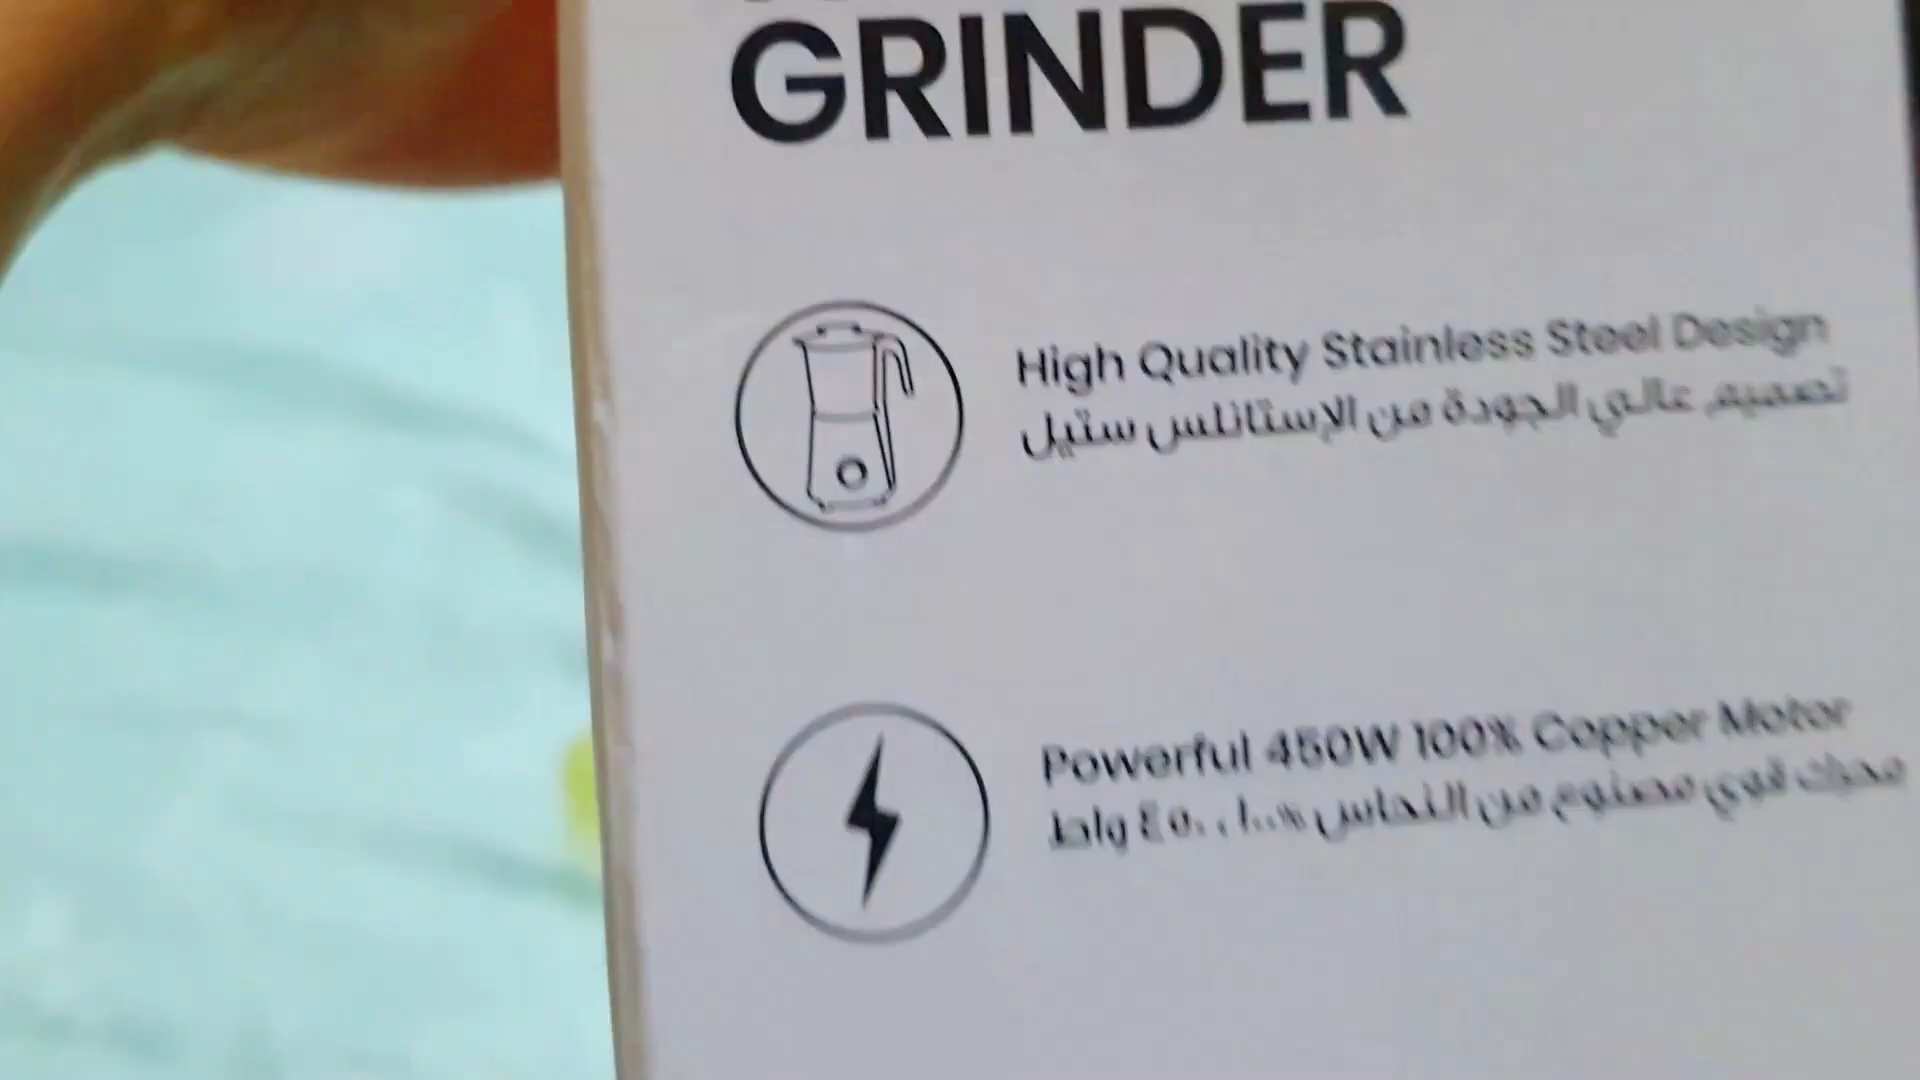 GRINDER
High Quality Stainless Steel Design
تصميم عالي الجودة من الإستانلس ستيل
Powerful 450W 100% Copper Motor
محرك قوي مصنوع من النحاس ١٠٠%، ٤٥٠ واط